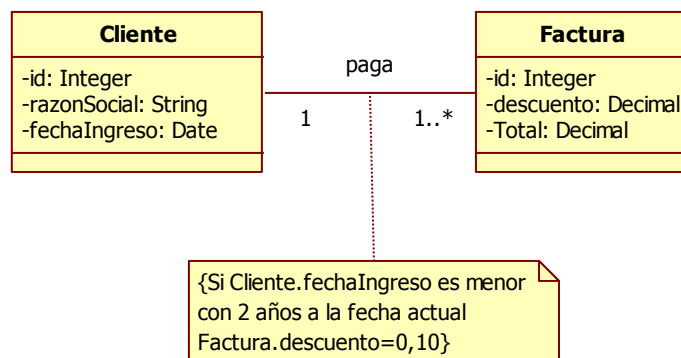 Cliente
-id: Integer
-razonSocial: String
-fechaIngreso: Date
paga
1
1..*
Factura
-id: Integer
-descuento: Decimal
-Total: Decimal
{Si Cliente.fechaIngreso es menor
con 2 años a la fecha actual
Factura.descuento=0,10}